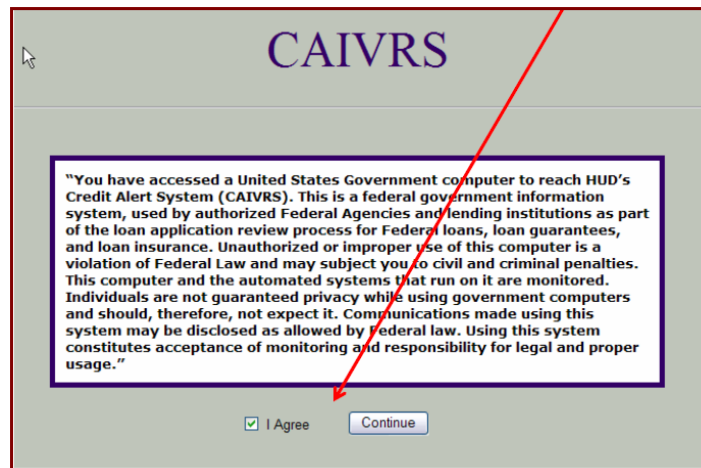 CAIVRS
“You have accessed a United States Government computer to reach HUD’s
Credit Alert System (CAIVRS). This is a federal government information
system, used by authorized Federal Agencies and lending institutions as part
of the loan application review process for Federal loans, loan guarantees,
and loan insurance. Unauthorized or improper use of this computer is a
violation of Federal Law and may subject you to civil and criminal penalties.
This computer and the automated systems that run on it are monitored.
Individuals are not guaranteed privacy while using government computers
and should, therefore, not expect it. Communications made using this
system may be disclosed as allowed by Federal law. Using this system
constitutes acceptance of monitoring and responsibility for legal and proper
usage.”
I Agree Continue